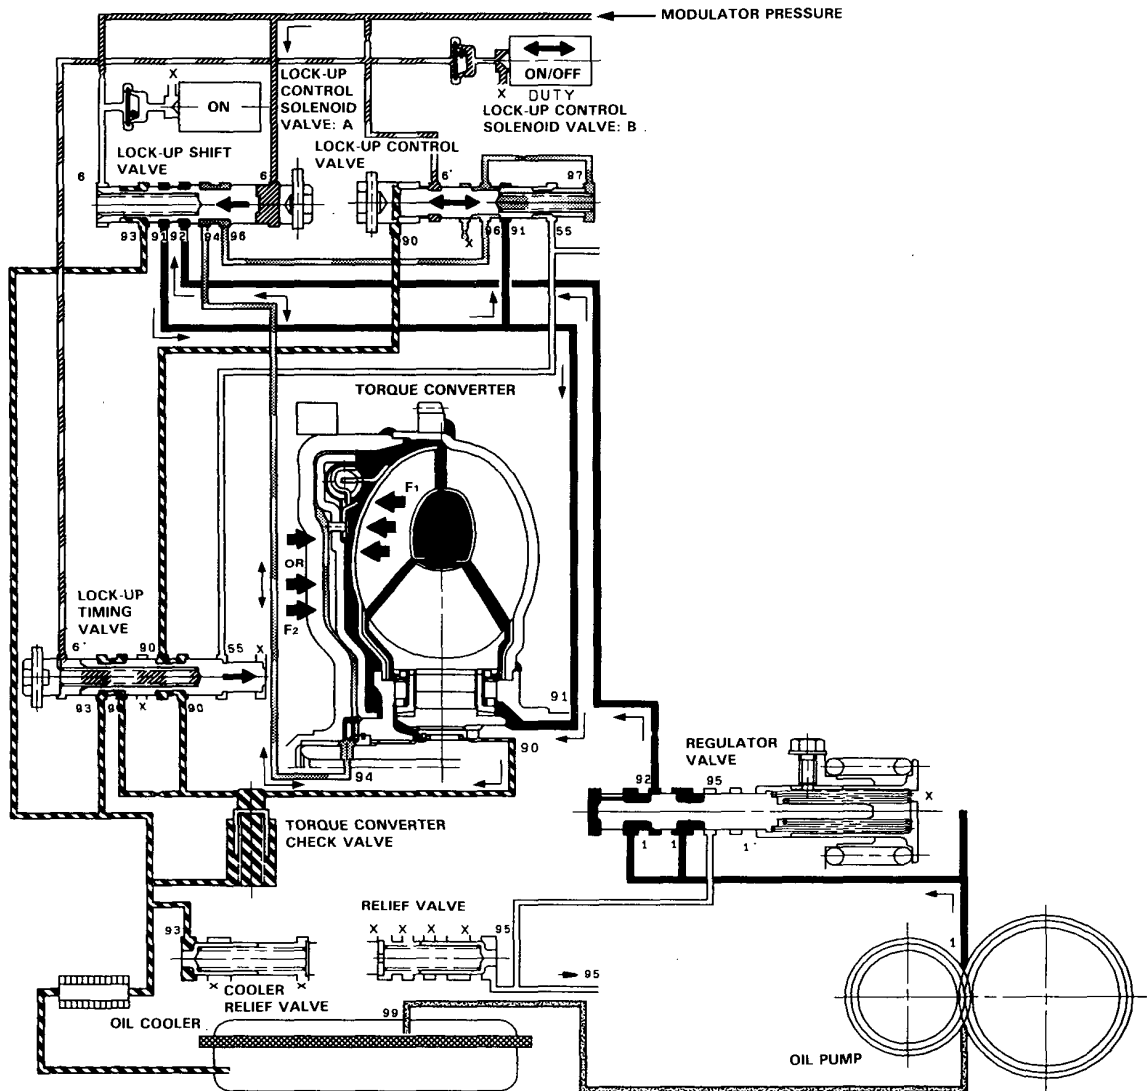 MODULATOR PRESSURE
X
ON
LOCK-UP
CONTROL
SOLENOID
VALVE: A
ON/OFF
X
DUTY
LOCK-UP CONTROL
SOLENOID VALVE: B
LOCK-UP SHIFT
VALVE
LOCK-UP CONTROL
VALVE
6
6'
6'
97
93
91
92
94
96
90
X
96
91
55
TORQUE CONVERTER
F1
OR
F2
LOCK-UP
TIMING
VALVE
6'
90
55
X
93
X
90
91
90
94
REGULATOR
VALVE
92
95
X
1
1
1'
TORQUE CONVERTER
CHECK VALVE
RELIEF VALVE
X X X X
95
93
95
1
X X
COOLER
RELIEF VALVE
OIL COOLER
99
OIL PUMP